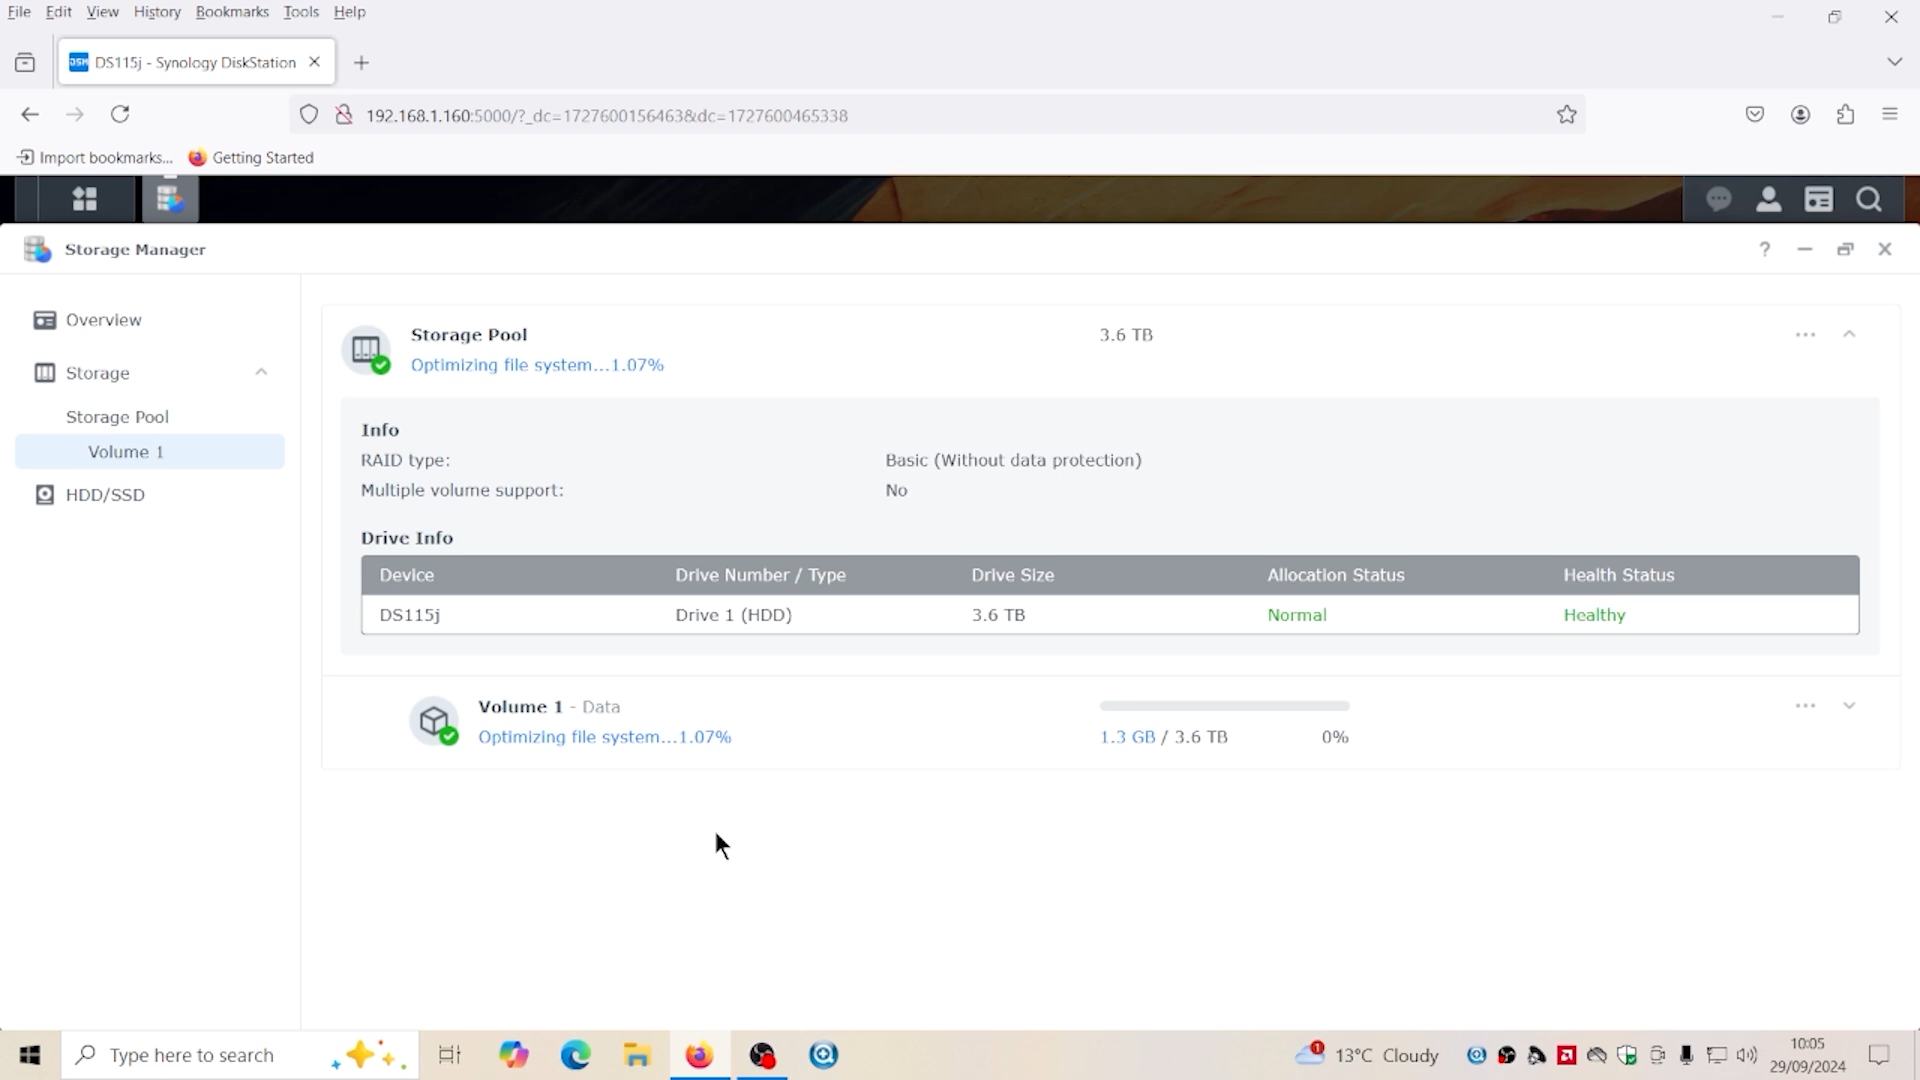 File Edit View History Bookmarks Tools Help
DSM DS115j - Synology DiskStation
192.168.1.160:5000/?_dc=1727600156463&dc=1727600465338
Import bookmarks... Getting Started
Storage Manager
Overview
Storage
Storage Pool
Volume 1
HDD/SSD
Storage Pool 3.6 TB
Optimizing file system...1.07%
Info
RAID type: Basic (Without data protection)
Multiple volume support: No
Drive Info
Device Drive Number / Type Drive Size Allocation Status Health Status
DS115j Drive 1 (HDD) 3.6 TB Normal Healthy
Volume 1 - Data
Optimizing file system...1.07% 1.3 GB / 3.6 TB 0%
Type here to search
1 13°C Cloudy
10:05
29/09/2024